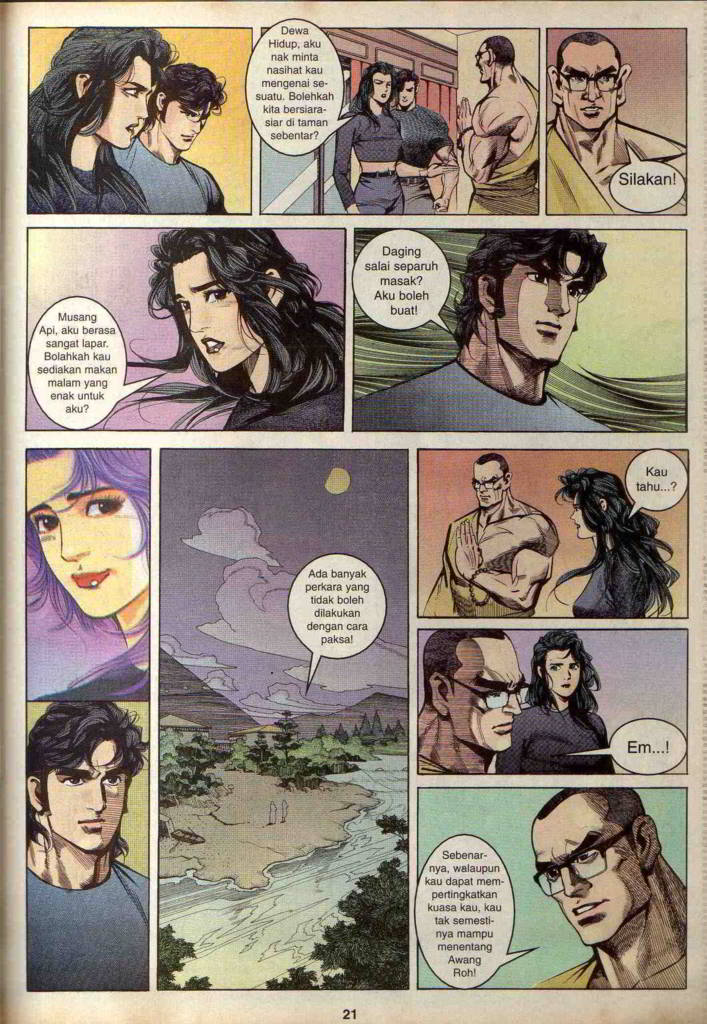 Dewa
Hidup, aku
nak minta
nasihat kau
mengenai se-
suatu. Bolehkah
kita bersiara-
siar di taman
sebentar?
Silakan!
Musang
Api, aku berasa
sangat lapar.
Bolahkah kau
sediakan makan
malam yang
enak untuk
aku?
Daging
salai separuh
masak?
Aku boleh
buat!
Ada banyak
perkara yang
tidak boleh
dilakukan
dengan cara
paksa!
Kau
tahu...?
Em...!
Sebenar-
nya, walaupun
kau dapat mem-
pertingkatkan
kuasa kau, kau
tak semesti-
nya mampu
menentang
Awang
Roh!
21